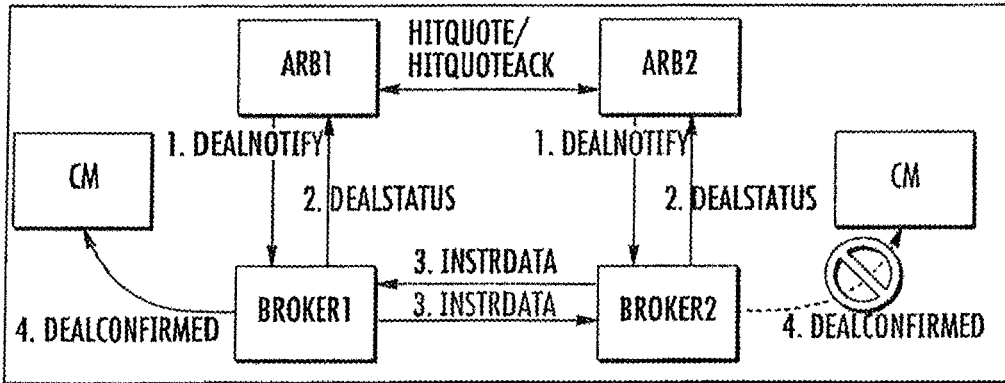 HITQUOTE/
HITQUOTEACK
ARB1
ARB2
1. DEALNOTIFY
1. DEALNOTIFY
CM
CM
2. DEALSTATUS
2. DEALSTATUS
3. INSTRDATA
3. INSTRDATA
BROKER1
BROKER2
4. DEALCONFIRMED
4. DEALCONFIRMED